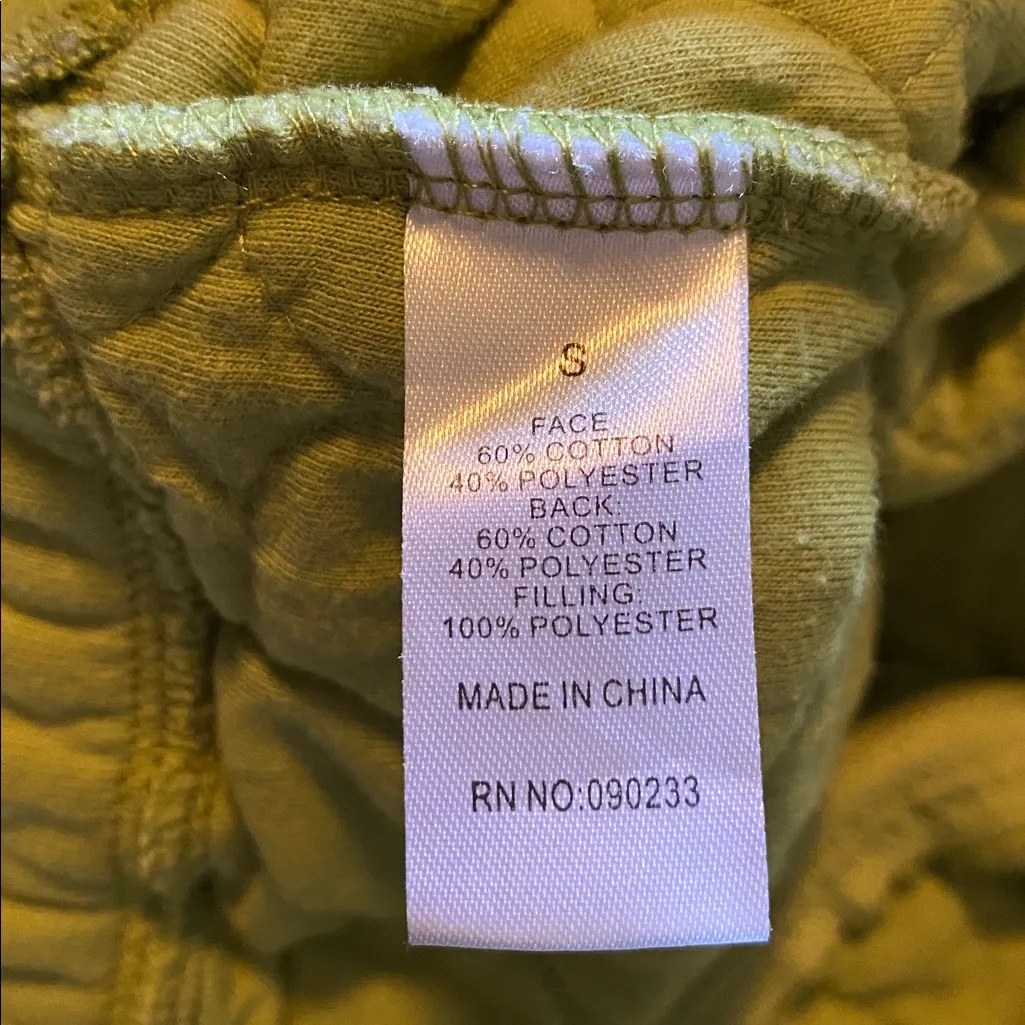 S
FACE
60% COTTON
40% POLYESTER
BACK:
60% COTTON
40% POLYESTER
FILLING:
100% POLYESTER
MADE IN CHINA
RN NO:090233